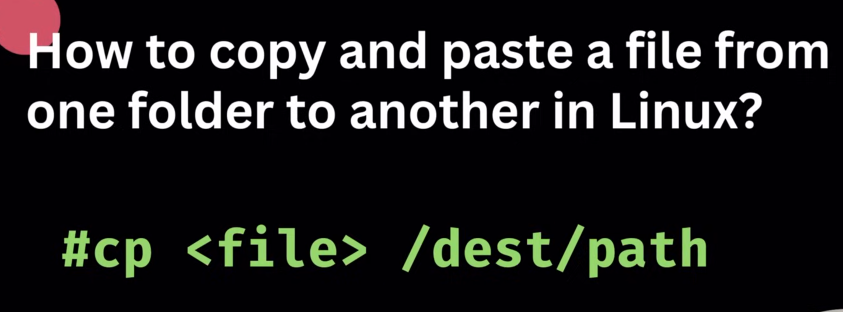 How to copy and paste a file from
one folder to another in Linux?
#cp <file> /dest/path